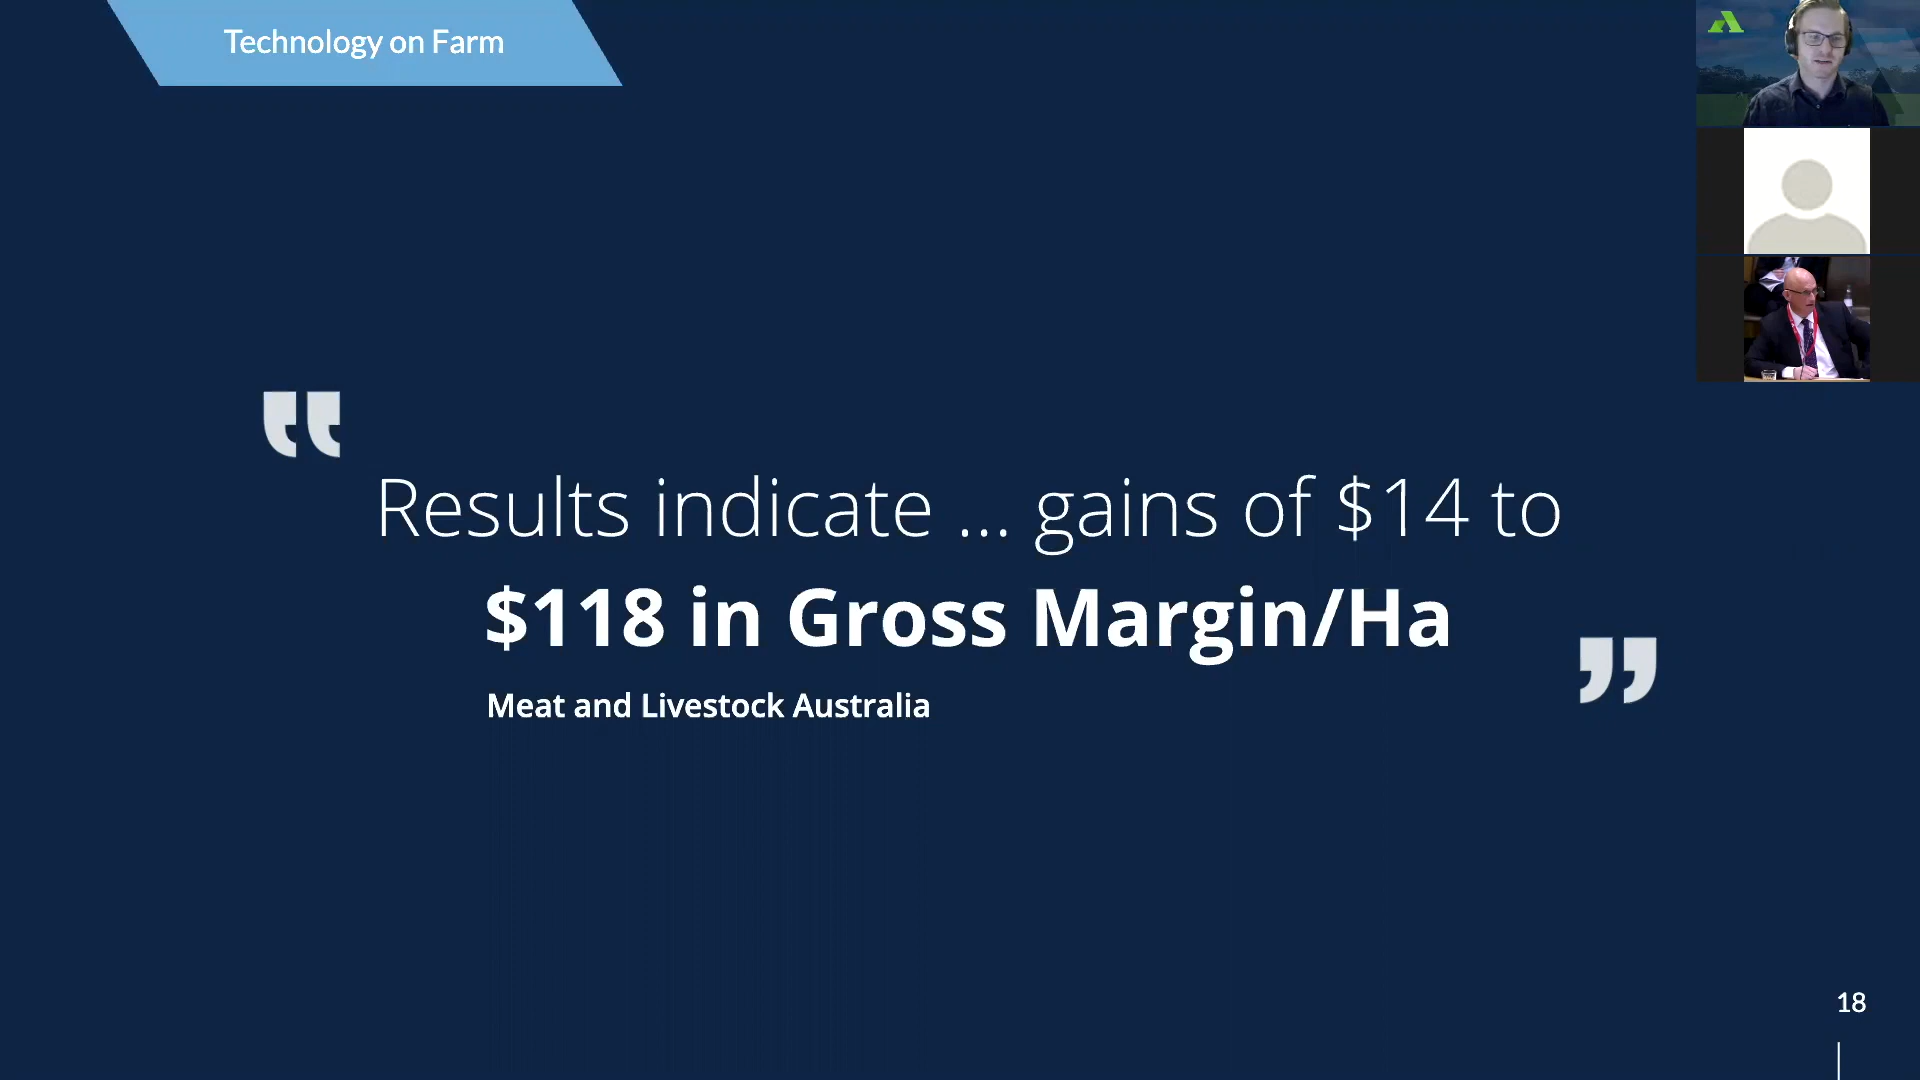 Technology on Farm
“
Results indicate ... gains of $14 to
$118 in Gross Margin/Ha
”
Meat and Livestock Australia
18